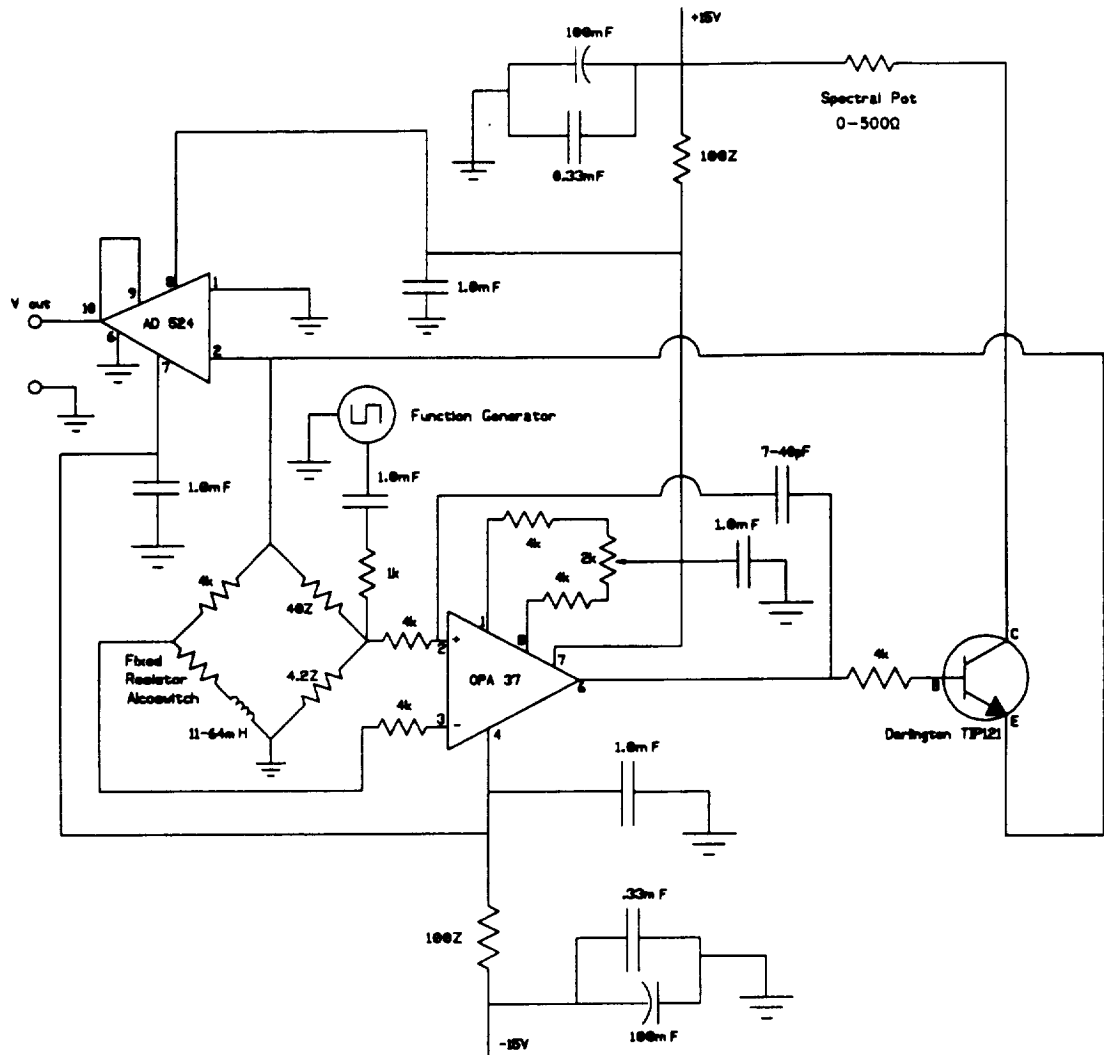 +15V
100mF
Spectral Pot
0-500Ω
0.33mF
100Z
8
1
9
10
V out
AD 524
1.0mF
6
7
2
Function Generator
7-40pF
1.0mF
1.0mF
1.0mF
4k
2k
1k
4k
4k
40Z
1
8
C
4k
+
2
7
4k
Fixed
Resistor
Alcoswitch
4.2Z
OPA 37
6
B
4k
3
-
11-64mH
4
E
Darlington TIP121
1.0mF
.33mF
100Z
100mF
-15V